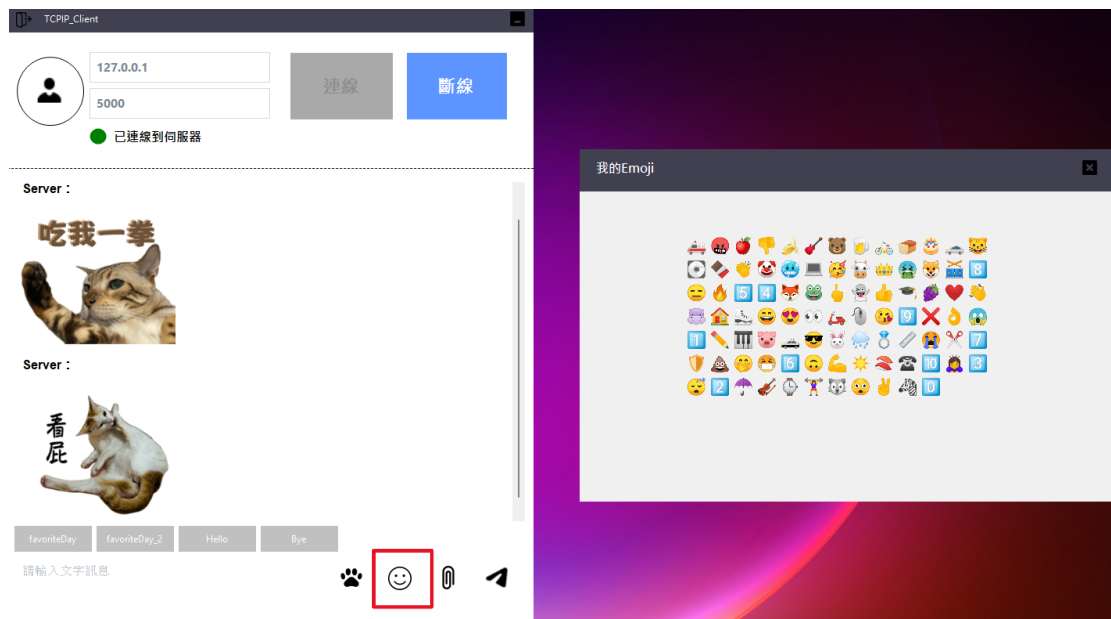 TCPIP_Client
127.0.0.1
5000
連線
斷線
已連線到伺服器
Server：
吃我一拳
Server：
看
屁
favoriteDay
favoriteDay_2
Hello
Bye
請輸入文字訊息
我的Emoji